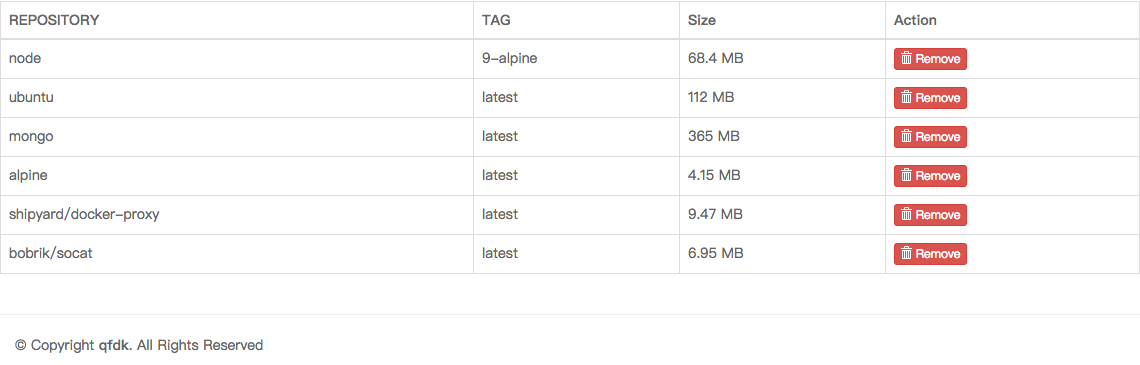 REPOSITORY TAG Size Action
node 9-alpine 68.4 MB Remove
ubuntu latest 112 MB Remove
mongo latest 365 MB Remove
alpine latest 4.15 MB Remove
shipyard/docker-proxy latest 9.47 MB Remove
bobrik/socat latest 6.95 MB Remove
© Copyright qfdk. All Rights Reserved